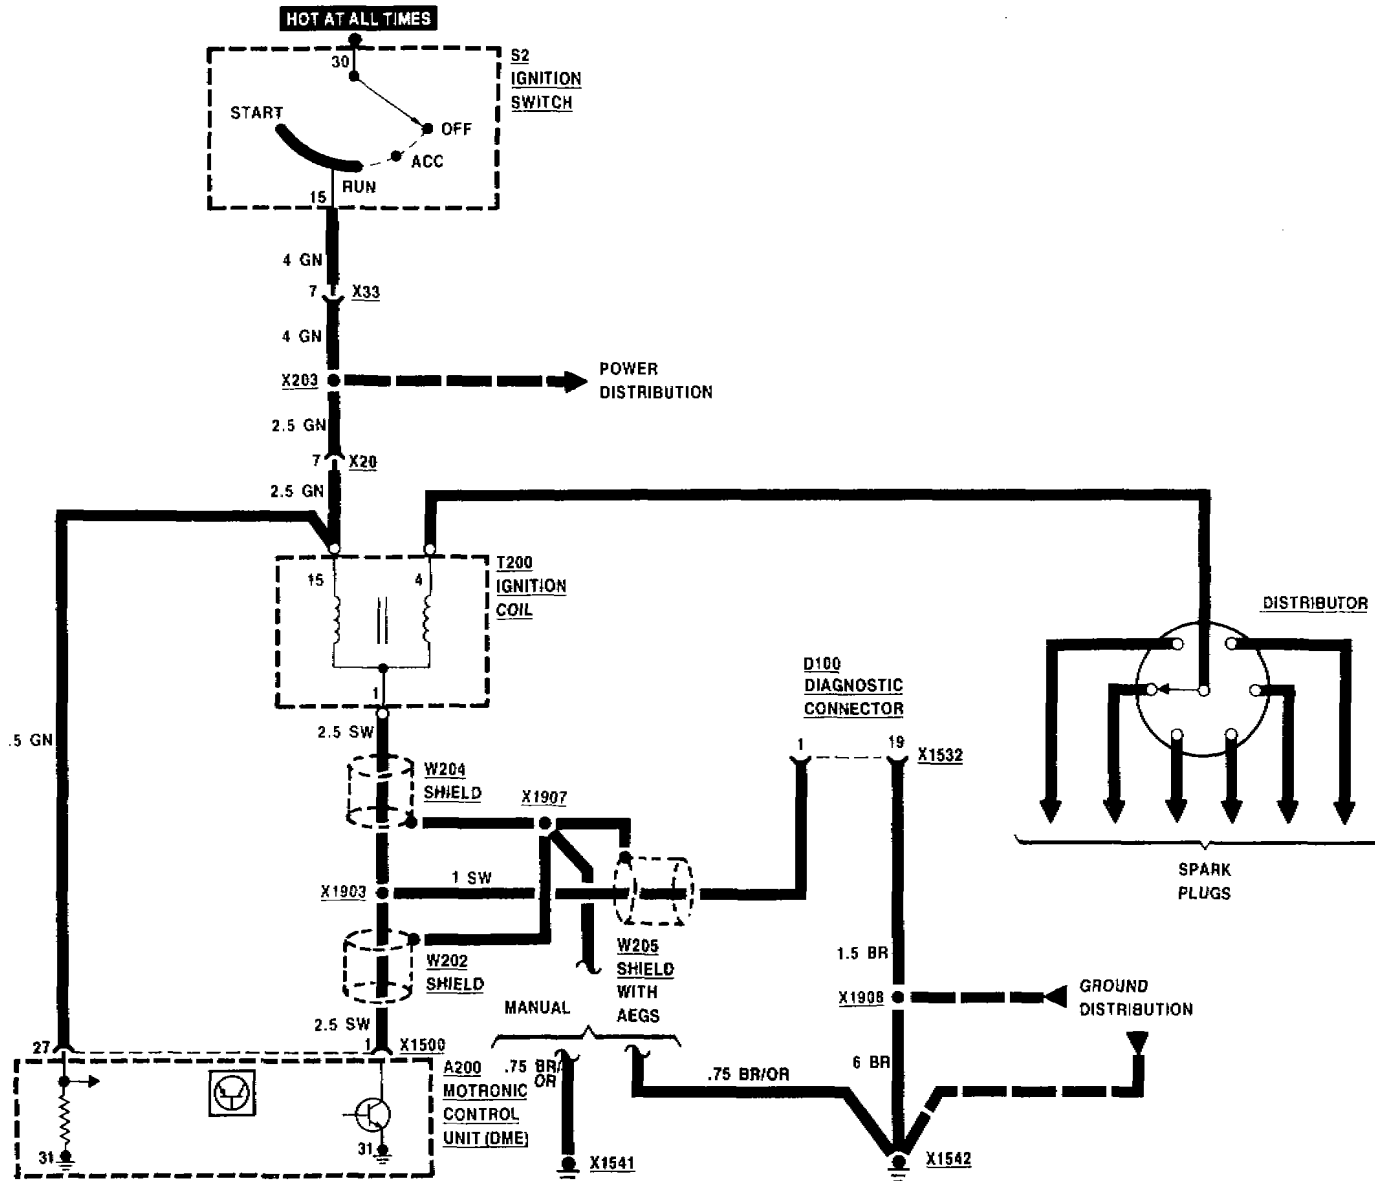 HOT AT ALL TIMES
30
S2
IGNITION
SWITCH
START
OFF
ACC
RUN
15
4 GN
7 X33
4 GN
X203
POWER
DISTRIBUTION
2.5 GN
7 X20
2.5 GN
15
4
T200
IGNITION
COIL
DISTRIBUTOR
1
D100
DIAGNOSTIC
CONNECTOR
2.5 SW
.5 GN
1
19
X1532
W204
SHIELD
X1907
SPARK
PLUGS
X1903
1 SW
W202
SHIELD
W205
SHIELD
WITH
AEGS
1.5 BR
X1908
GROUND
DISTRIBUTION
MANUAL
2.5 SW
27
1 X1500
A200
MOTRONIC
CONTROL
UNIT (DME)
.75 BR/
OR
.75 BR/OR
6 BR
31
31
X1541
X1542